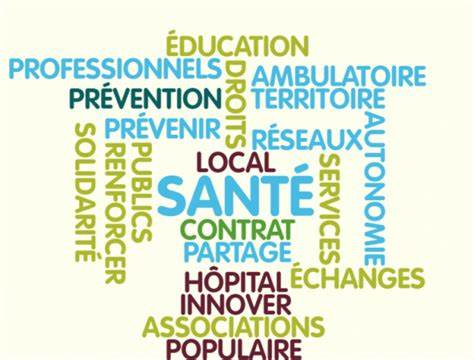 ÉDUCATION
PROFESSIONNELS
DROITS
AMBULATOIRE
PRÉVENTION
TERRITOIRE
PRÉVENIR
RÉSEAUX
AUTONOMIE
SOLIDARITÉ
RENFORCER
PUBLICS
LOCAL
SERVICES
SANTÉ
CONTRAT
PARTAGE
HÔPITAL
ÉCHANGES
INNOVER
ASSOCIATIONS
POPULAIRE